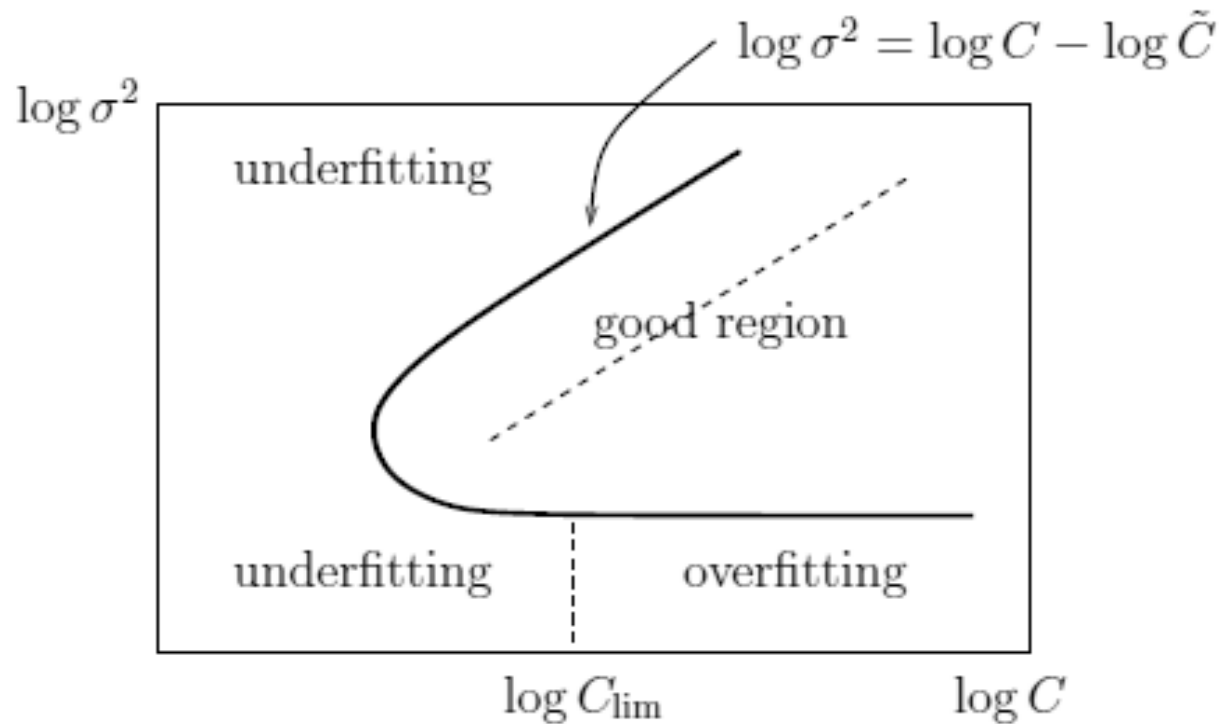 log σ² = log C − log C̃
log σ²
underfitting
good region
underfitting
overfitting
log C_lim
log C